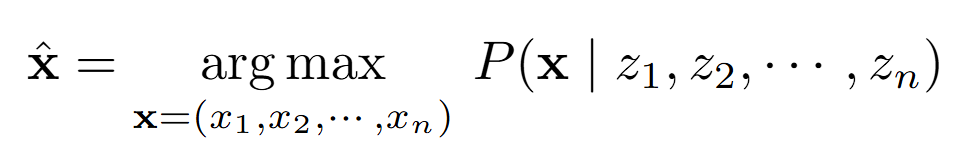 x̂ = arg max P(x | z₁, z₂, ⋯ , zₙ)
x=(x₁,x₂,⋯ ,xₙ)